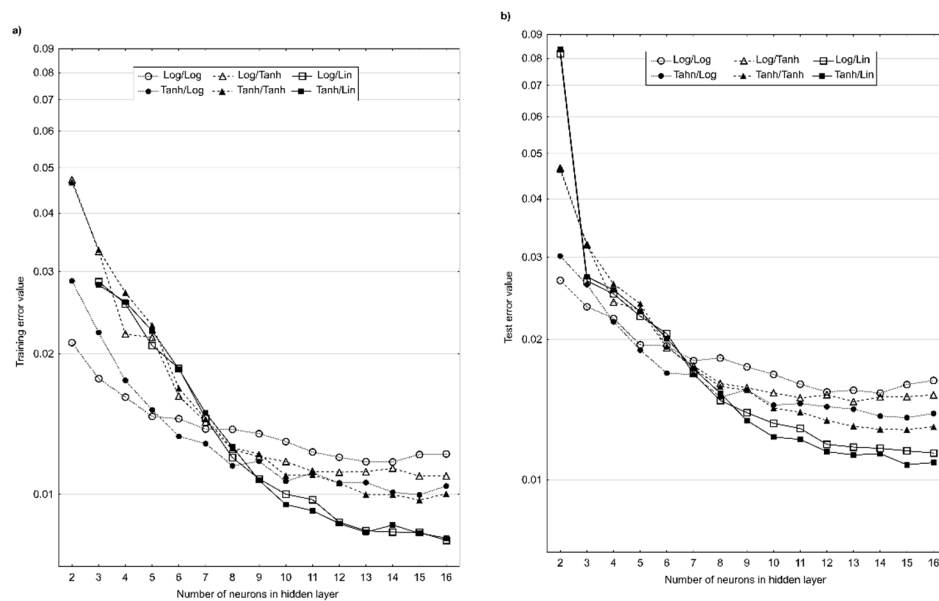 a)
0.09
0.08
0.07
0.06
0.05
0.04
0.03
0.02
0.01
Training error value
Log/Log Log/Tanh Log/Lin
Tanh/Log Tanh/Tanh Tanh/Lin
2 3 4 5 6 7 8 9 10 11 12 13 14 15 16
Number of neurons in hidden layer
b)
0.09
0.08
0.07
0.06
0.05
0.04
0.03
0.02
0.01
Test error value
Log/Log Log/Tanh Log/Lin
Tahn/Log Tanh/Tanh Tanh/Lin
2 3 4 5 6 7 8 9 10 11 12 13 14 15 16
Number of neurons in hidden layer